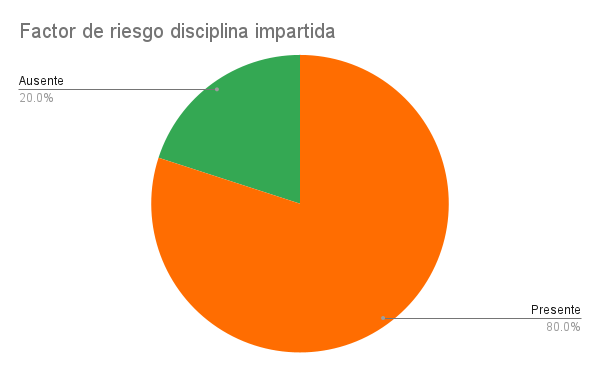 Factor de riesgo disciplina impartida
Ausente
20.0%
Presente
80.0%